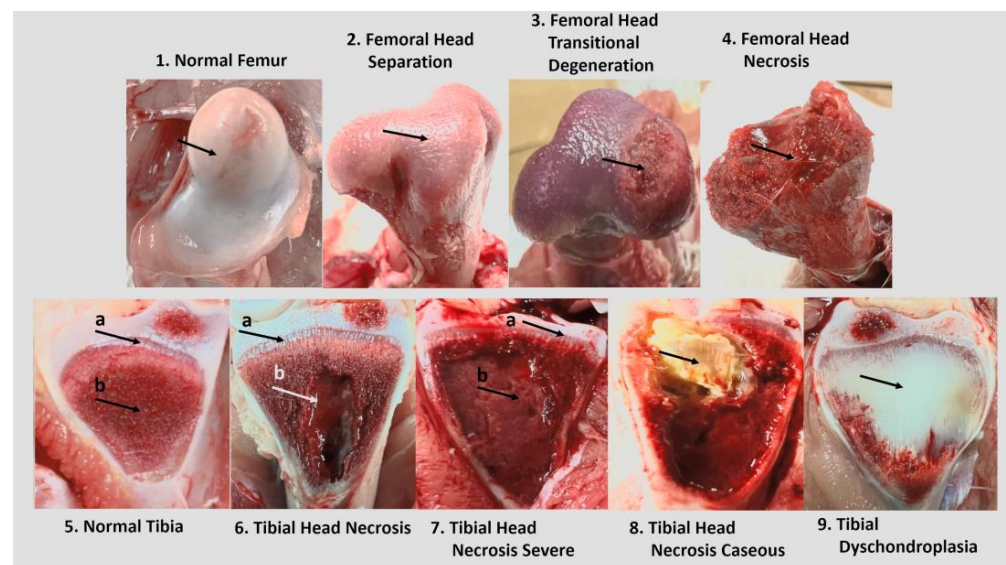 1. Normal Femur
2. Femoral Head
Separation
3. Femoral Head
Transitional
Degeneration
4. Femoral Head
Necrosis
a
b
a
b
a
b
5. Normal Tibia
6. Tibial Head Necrosis
7. Tibial Head
Necrosis Severe
8. Tibial Head
Necrosis Caseous
9. Tibial
Dyschondroplasia